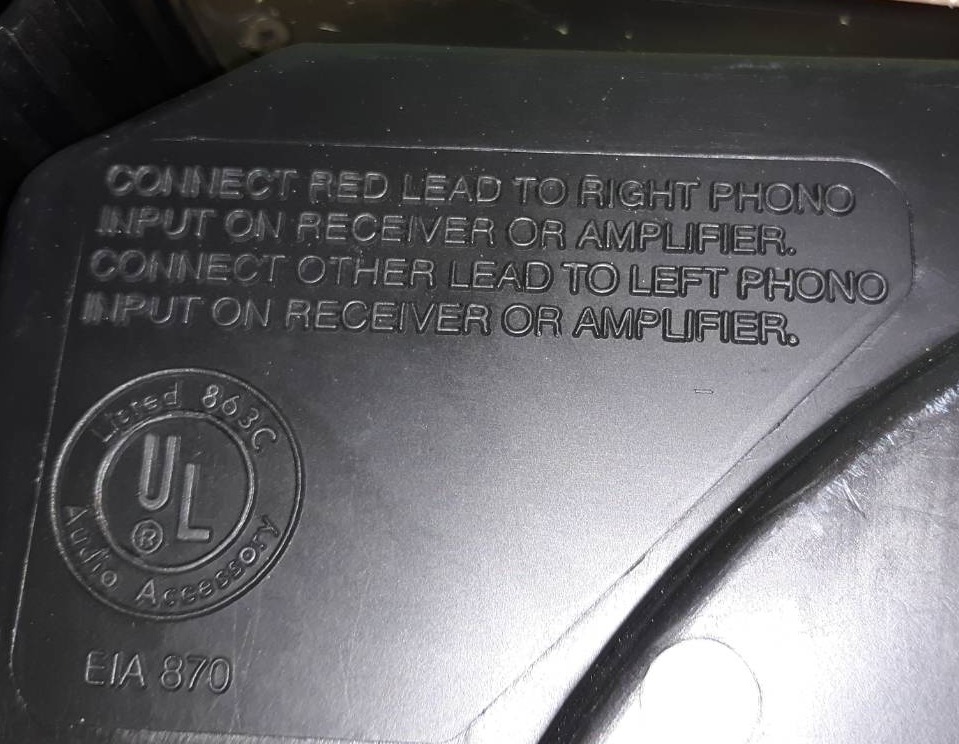 CONNECT RED LEAD TO RIGHT PHONO
INPUT ON RECEIVER OR AMPLIFIER.
CONNECT OTHER LEAD TO LEFT PHONO
INPUT ON RECEIVER OR AMPLIFIER.
Listed 863C
UL
®
Audio Accessory
EIA 870